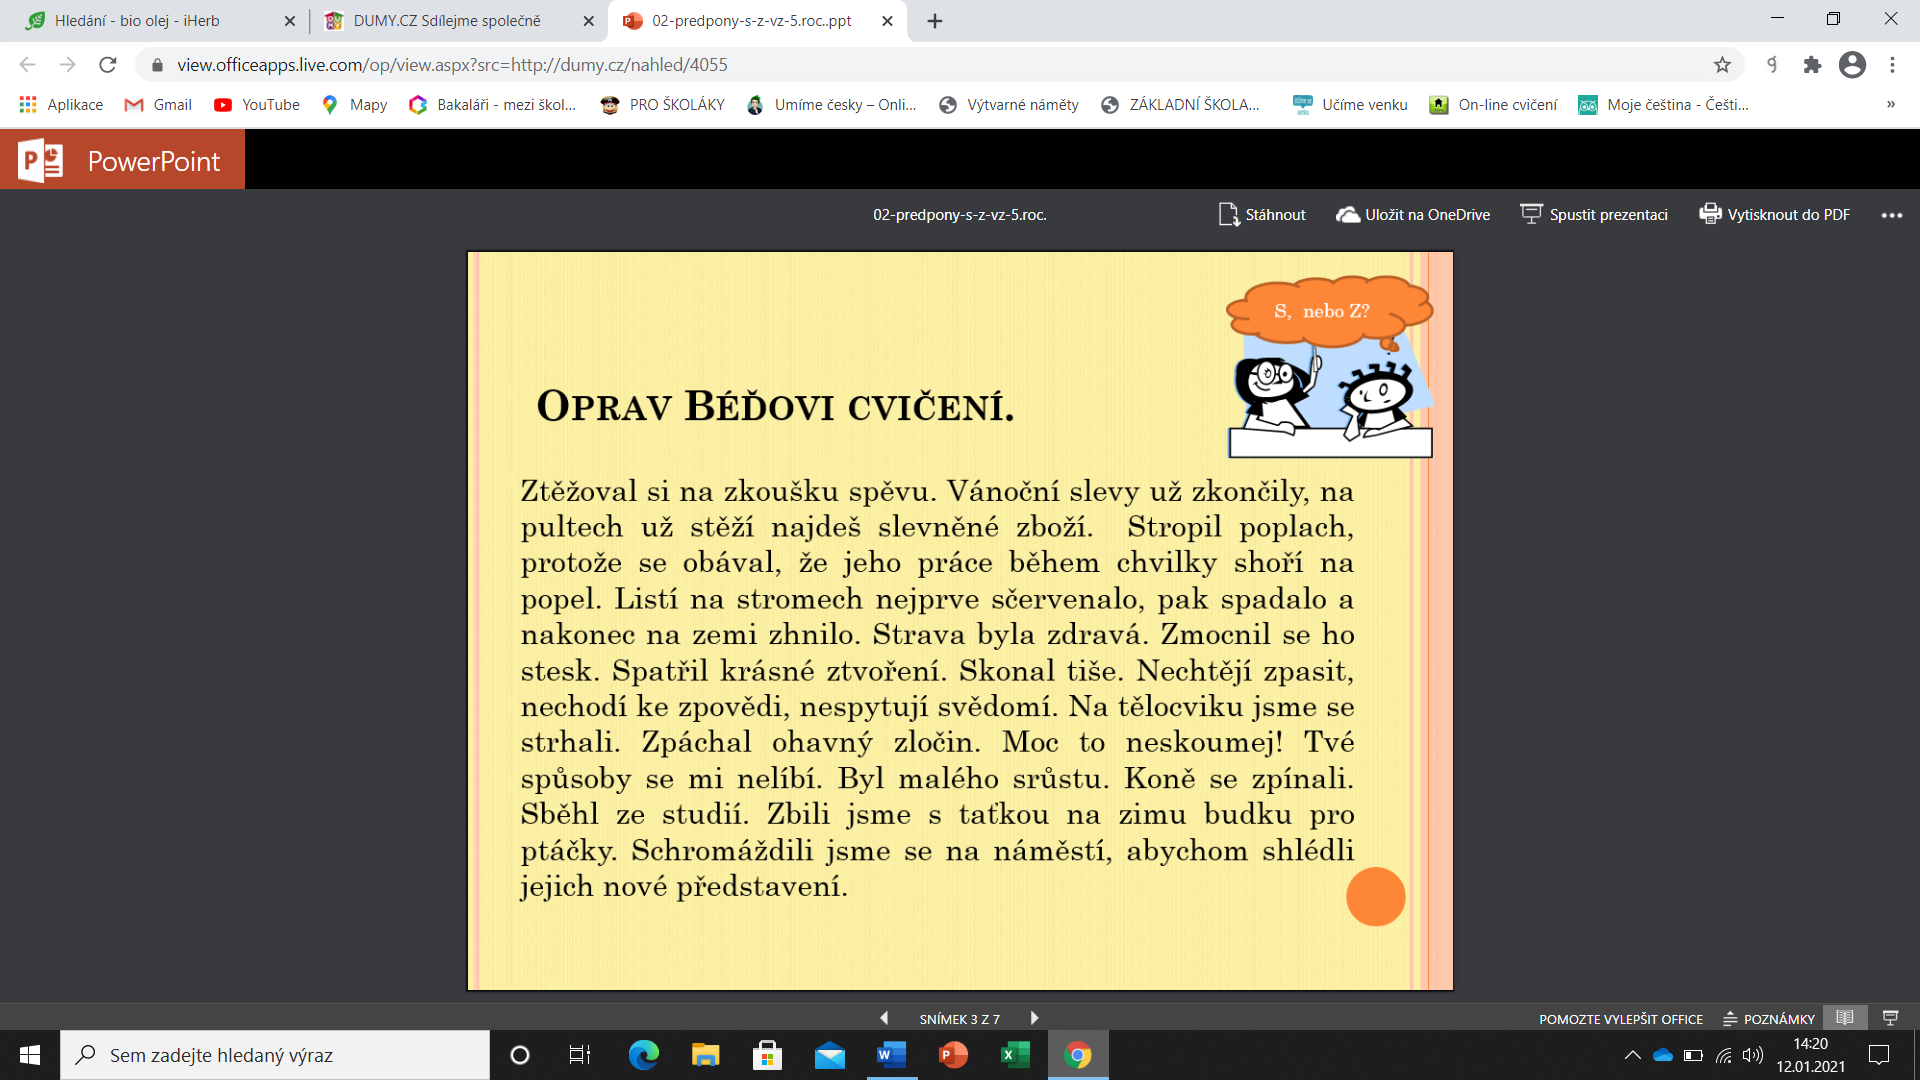 Hledání - bio olej - iHerb
DUMY.CZ Sdílejme společně
02-predpony-s-z-vz-5.roc..ppt
view.officeapps.live.com/op/view.aspx?src=http://dumy.cz/nahled/4055
Aplikace Gmail YouTube Mapy Bakaláři - mezi škol... PRO ŠKOLÁKY Umíme česky – Onli... Výtvarné náměty ZÁKLADNÍ ŠKOLA... Učíme venku On-line cvičení Moje čeština - Češti...
PowerPoint
02-predpony-s-z-vz-5.roc. Stáhnout Uložit na OneDrive Spustit prezentaci Vytisknout do PDF
S, nebo Z?
OPRAV BÉĎOVI CVIČENÍ.
Ztěžoval si na zkoušku spěvu. Vánoční slevy už zkončily, na
pultech už stěží najdeš slevněné zboží. Stropil poplach,
protože se obával, že jeho práce během chvilky shoří na
popel. Listí na stromech nejprve sčervenalo, pak spadalo a
nakonec na zemi zhnilo. Strava byla zdravá. Zmocnil se ho
stesk. Spatřil krásné ztvoření. Skonal tiše. Nechtějí zpasit,
nechodí ke zpovědi, nespytují svědomí. Na tělocviku jsme se
strhali. Zpáchal ohavný zločin. Moc to neskoumej! Tvé
spůsoby se mi nelíbí. Byl malého srůstu. Koně se zpínali.
Sběhl ze studií. Zbili jsme s taťkou na zimu budku pro
ptáčky. Schromáždili jsme se na náměstí, abychom shlédli
jejich nové představení.
SNÍMEK 3 Z 7 POMOZTE VYLEPŠIT OFFICE POZNÁMKY
Sem zadejte hledaný výraz
14:20
12.01.2021